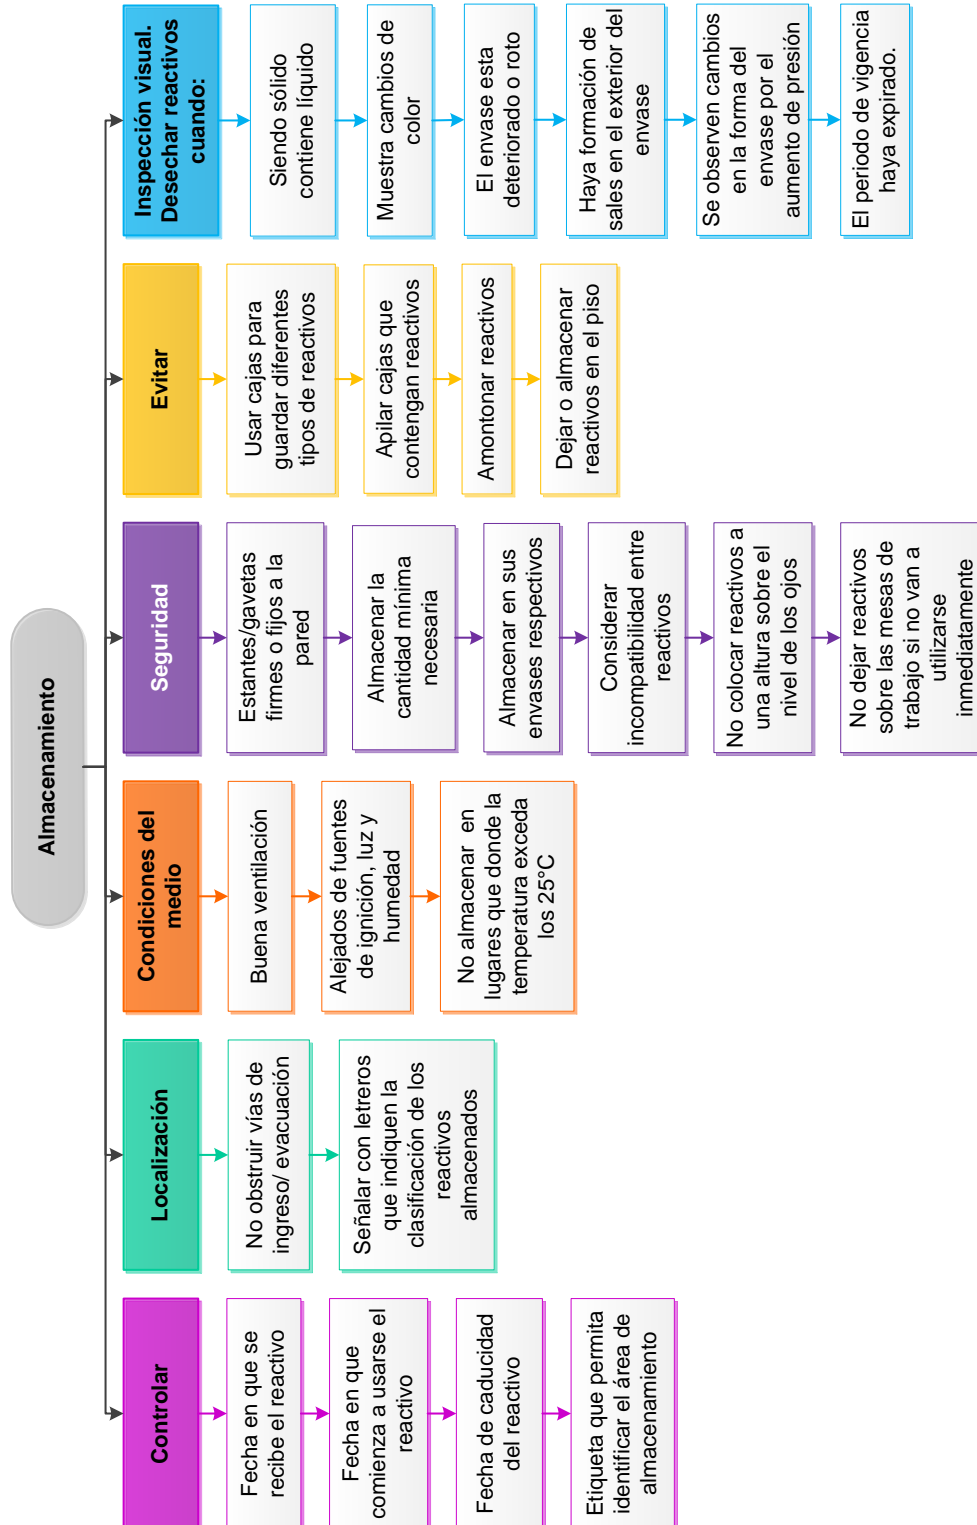 Almacenamiento
Controlar
Fecha en que se
recibe el reactivo
Fecha en que
comienza a usarse el
reactivo
Fecha de caducidad
del reactivo
Etiqueta que permita
identificar el área de
almacenamiento
Localización
No obstruir vías de
ingreso/ evacuación
Señalar con letreros
que indiquen la
clasificación de los
reactivos
almacenados
Condiciones del
medio
Buena ventilación
Alejados de fuentes
de ignición, luz y
humedad
No almacenar en
lugares que donde la
temperatura exceda
los 25°C
Seguridad
Estantes/gavetas
firmes o fijos a la
pared
Almacenar la
cantidad mínima
necesaria
Almacenar en sus
envases respectivos
Considerar
incompatibilidad entre
reactivos
No colocar reactivos a
una altura sobre el
nivel de los ojos
No dejar reactivos
sobre las mesas de
trabajo si no van a
utilizarse
immediatamente
Evitar
Usar cajas para
guardar diferentes
tipos de reactivos
Apilar cajas que
contengan reactivos
Amontonar reactivos
Dejar o almacenar
reactivos en el piso
Inspección visual.
Desechar reactivos
cuando:
Siendo sólido
contiene líquido
Muestra cambios de
color
El envase esta
deteriorado o roto
Haya formación de
sales en el exterior del
envase
Se observen cambios
en la forma del
envase por el
aumento de presión
El periodo de vigencia
haya expirado.